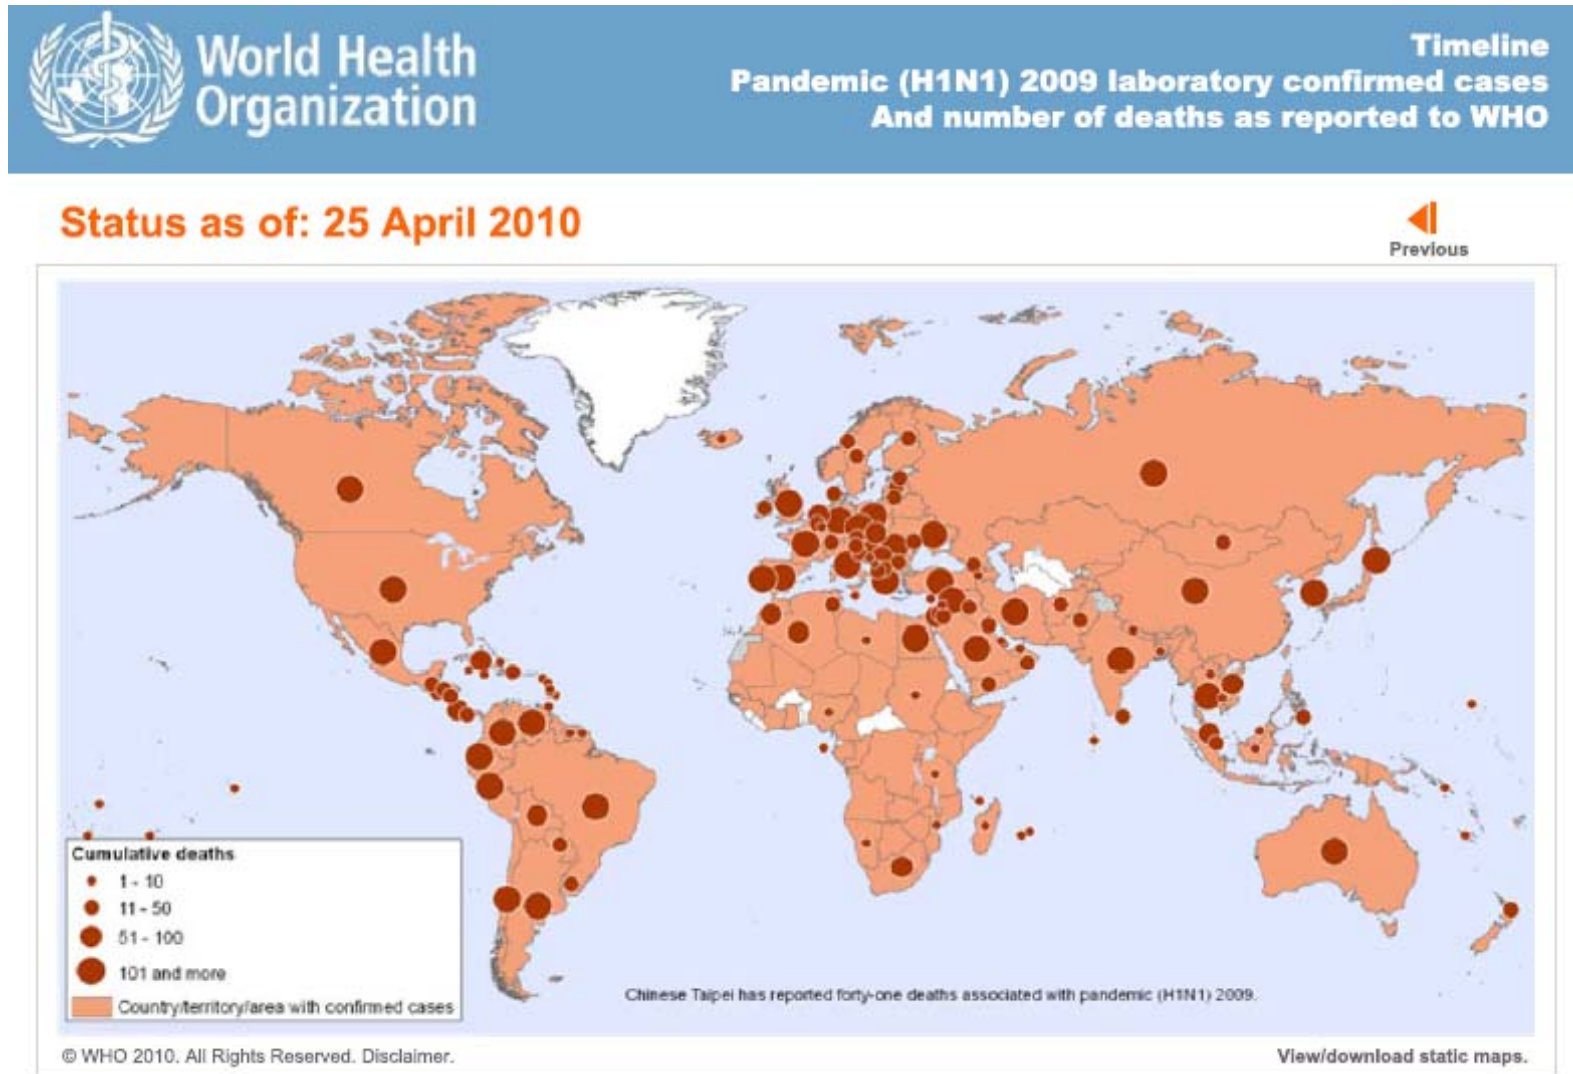 World Health
Organization
Timeline
Pandemic (H1N1) 2009 laboratory confirmed cases
And number of deaths as reported to WHO
Status as of: 25 April 2010
Previous
Cumulative deaths
1 - 10
11 - 50
51 - 100
101 and more
Country/territory/area with confirmed cases
Chinese Taipei has reported forty-one deaths associated with pandemic (H1N1) 2009.
© WHO 2010. All Rights Reserved. Disclaimer.
View/download static maps.